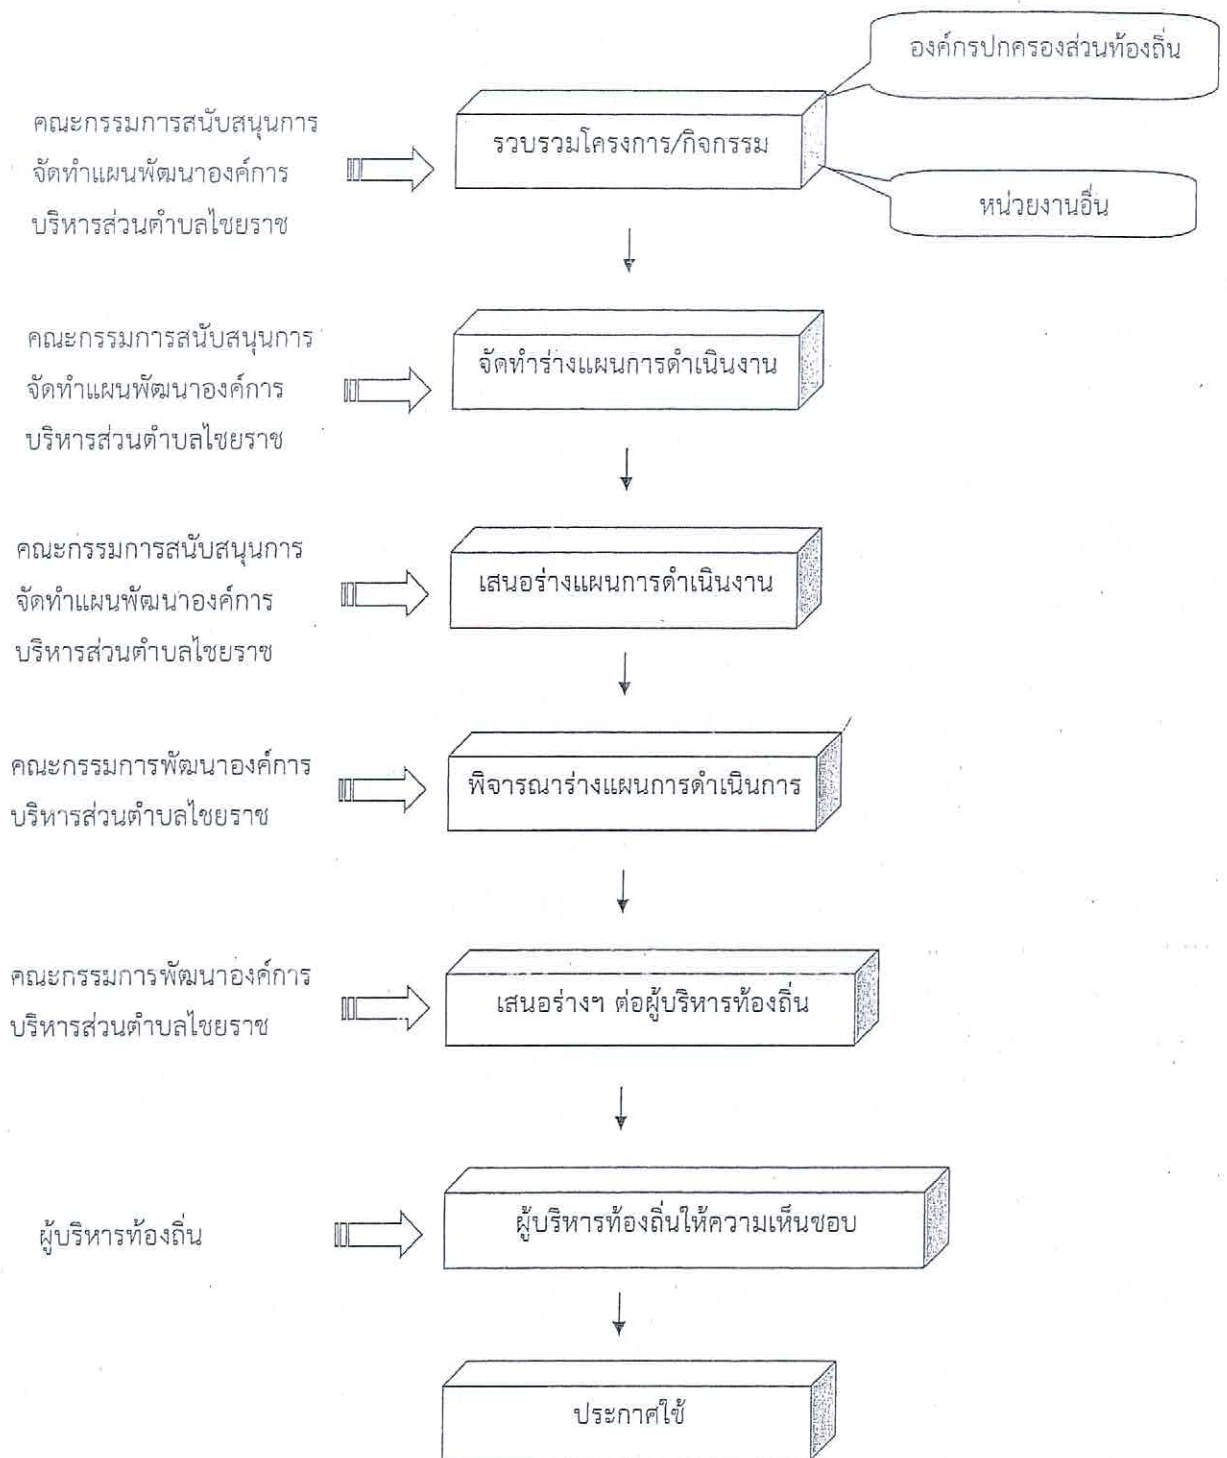 องค์กรปกครองส่วนท้องถิ่น
คณะกรรมการสนับสนุนการ
จัดทำแผนพัฒนาองค์การ
บริหารส่วนตำบลไชยราช
รวบรวมโครงการ/กิจกรรม
หน่วยงานอื่น
คณะกรรมการสนับสนุนการ
จัดทำแผนพัฒนาองค์การ
บริหารส่วนตำบลไชยราช
จัดทำร่างแผนการดำเนินงาน
คณะกรรมการสนับสนุนการ
จัดทำแผนพัฒนาองค์การ
บริหารส่วนตำบลไชยราช
เสนอร่างแผนการดำเนินงาน
คณะกรรมการพัฒนาองค์การ
บริหารส่วนตำบลไชยราช
พิจารณาร่างแผนการดำเนินการ
คณะกรรมการพัฒนาองค์การ
บริหารส่วนตำบลไชยราช
เสนอร่างฯ ต่อผู้บริหารท้องถิ่น
ผู้บริหารท้องถิ่น
ผู้บริหารท้องถิ่นให้ความเห็นชอบ
ประกาศใช้